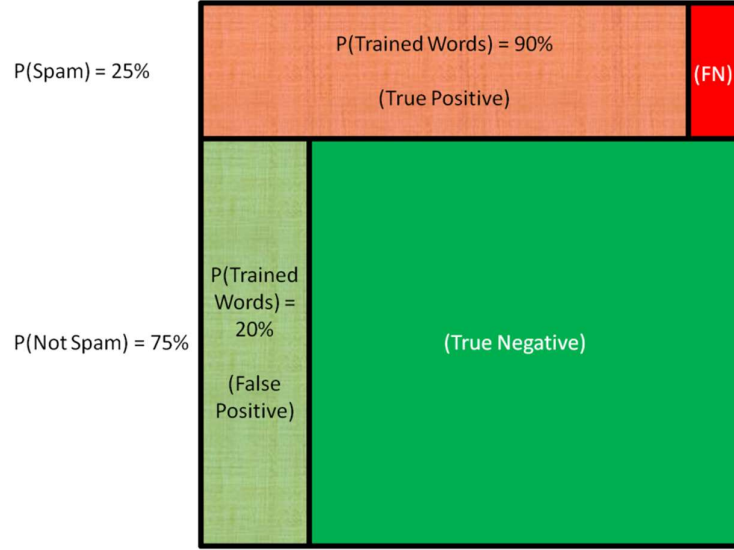 P(Spam) = 25%
P(Trained Words) = 90%
(True Positive)
(FN)
P(Not Spam) = 75%
P(Trained
Words) =
20%
(False
Positive)
(True Negative)